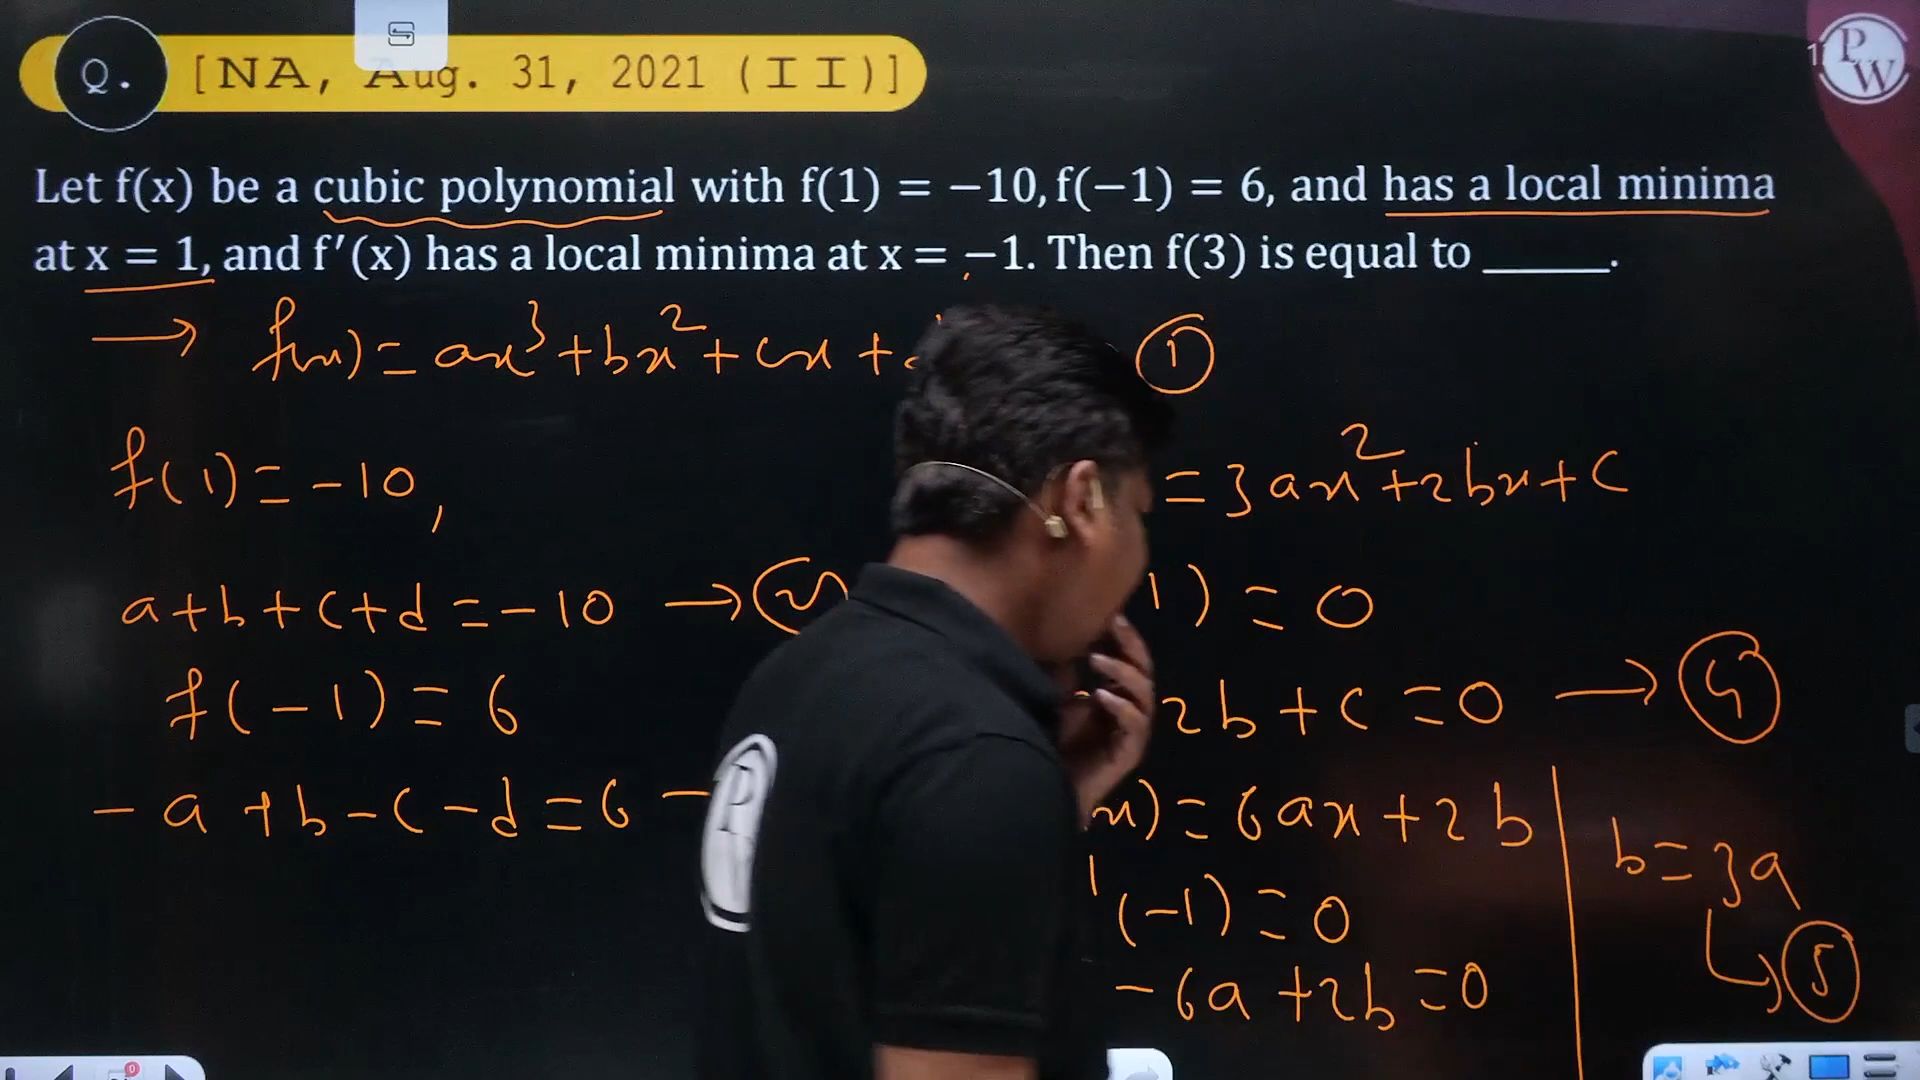 Q. [NA, Aug. 31, 2021 (II)]
PW
Let f(x) be a cubic polynomial with f(1) = −10, f(−1) = 6, and has a local minima
at x = 1, and f′(x) has a local minima at x = −1. Then f(3) is equal to ______.
→ f(x) = ax³ + bx² + cx + ①
f(1) = −10,
= 3ax² + 2bx + c
a + b + c + d = −10 → ②
1) = 0
f(−1) = 6
2b + c = 0 → ④
− a + b − c − d = 6 −
x) = 6ax + 2b
b = 3a
(−1) = 0
⑤
− 6a + 2b = 0